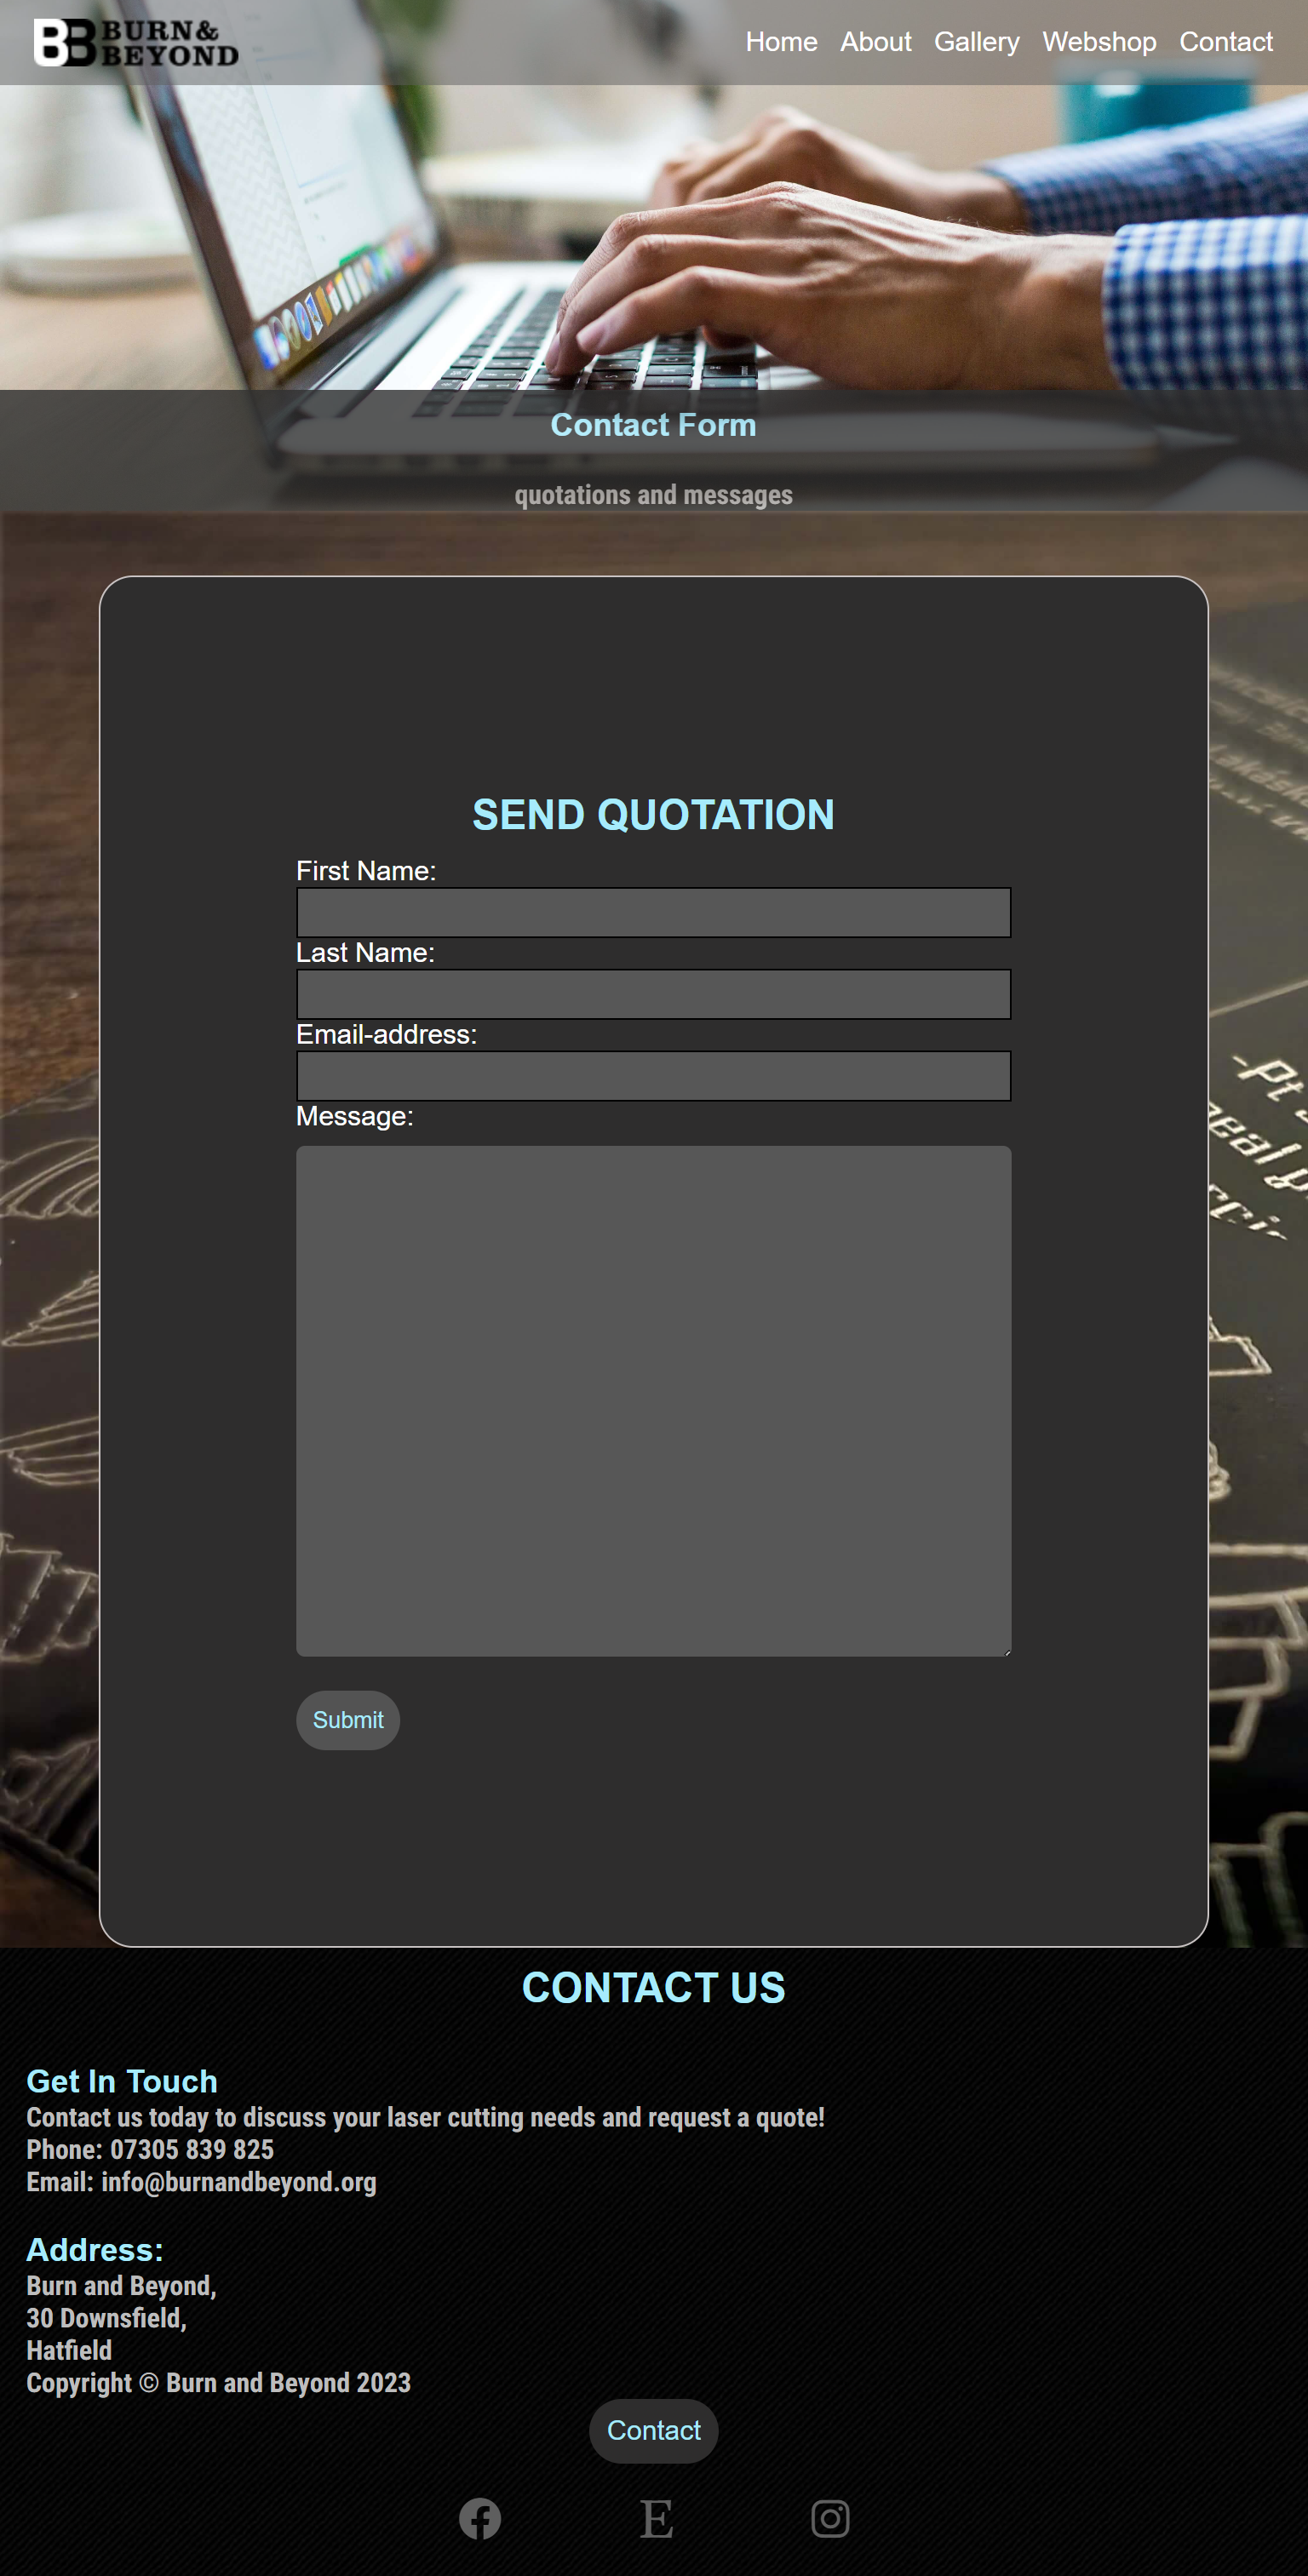 BB BURN&
BEYOND
Home About Gallery Webshop Contact
Contact Form
quotations and messages
SEND QUOTATION
First Name:
Last Name:
Email-address:
Message:
Submit
CONTACT US
Get In Touch
Contact us today to discuss your laser cutting needs and request a quote!
Phone: 07305 839 825
Email: info@burnandbeyond.org
Address:
Burn and Beyond,
30 Downsfield,
Hatfield
Copyright © Burn and Beyond 2023
Contact
E